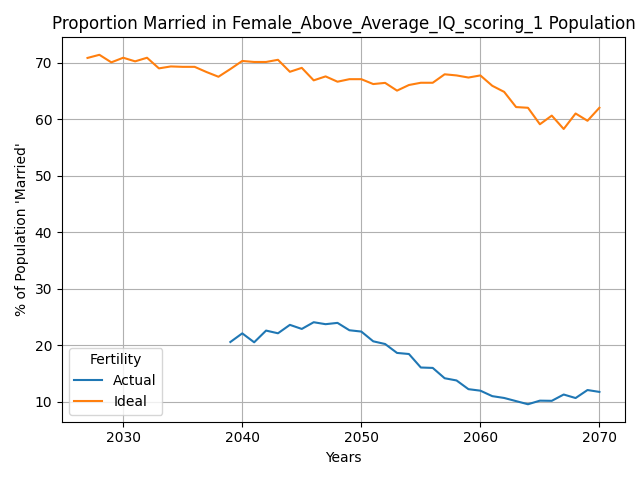 Proportion Married in Female_Above_Average_IQ_scoring_1 Population
% of Population 'Married'
70
60
50
40
30
20
10
Fertility
Actual
Ideal
2030 2040 2050 2060 2070
Years